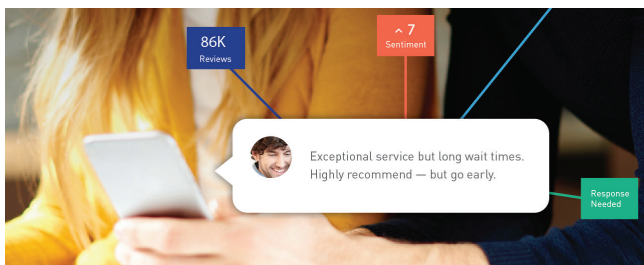 86K
Reviews
^ 7
Sentiment
Exceptional service but long wait times.
Highly recommend — but go early.
Response
Needed